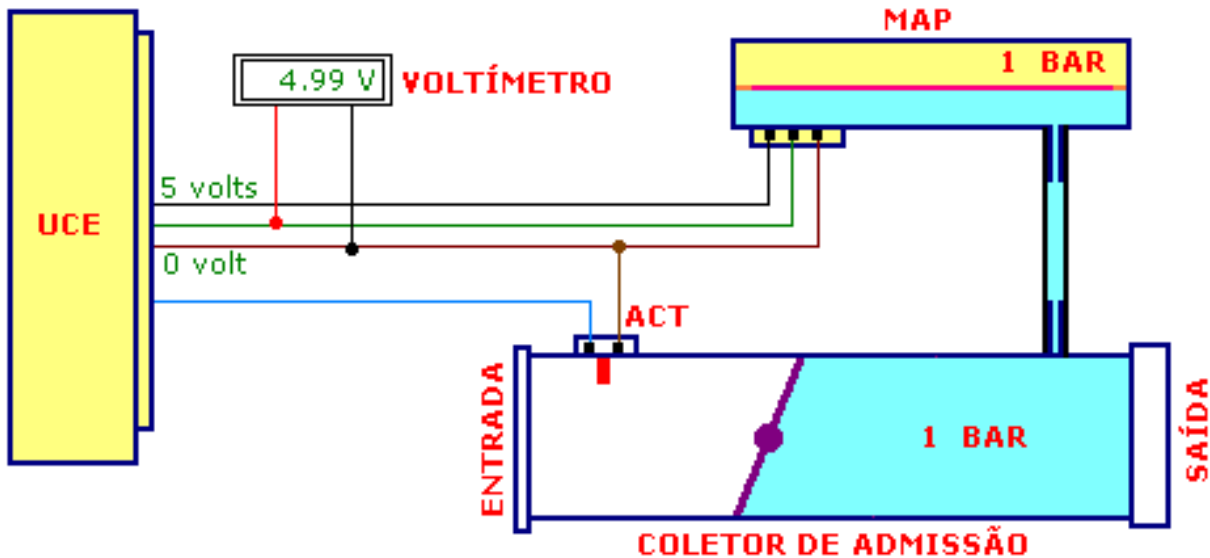 MAP
1 BAR
4.99 V
VOLTÍMETRO
5 volts
UCE
0 volt
ACT
ENTRADA
1 BAR
SAÍDA
COLETOR DE ADMISSÃO